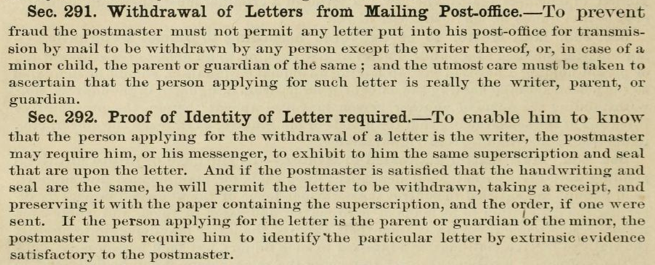 Sec. 291. Withdrawal of Letters from Mailing Post-office.—To prevent
fraud the postmaster must not permit any letter put into his post-office for transmis-
sion by mail to be withdrawn by any person except the writer thereof, or, in case of a
minor child, the parent or guardian of the same; and the utmost care must be taken to
ascertain that the person applying for such letter is really the writer, parent, or
guardian.
Sec. 292. Proof of Identity of Letter required.—To enable him to know
that the person applying for the withdrawal of a letter is the writer, the postmaster
may require him, or his messenger, to exhibit to him the same superscription and seal
that are upon the letter. And if the postmaster is satisfied that the handwriting and
seal are the same, he will permit the letter to be withdrawn, taking a receipt, and
preserving it with the paper containing the superscription, and the order, if one were
sent. If the person applying for the letter is the parent or guardian of the minor, the
postmaster must require him to identify the particular letter by extrinsic evidence
satisfactory to the postmaster.